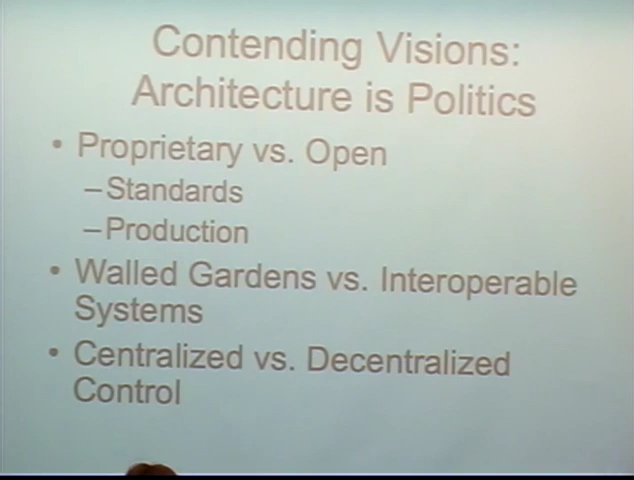 Contending Visions:
Architecture is Politics
• Proprietary vs. Open
–Standards
–Production
• Walled Gardens vs. Interoperable
Systems
• Centralized vs. Decentralized
Control